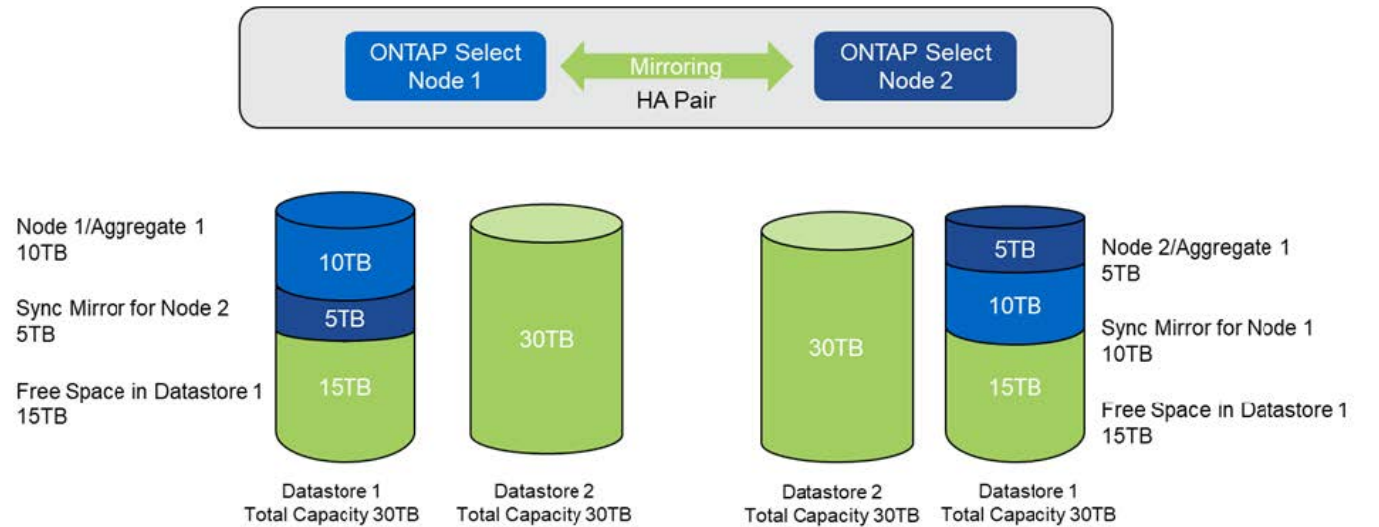 ONTAP Select
Node 1
Mirroring
HA Pair
ONTAP Select
Node 2
Node 1/Aggregate 1
10TB
Sync Mirror for Node 2
5TB
Free Space in Datastore 1
15TB
10TB
5TB
15TB
30TB
30TB
5TB
10TB
15TB
Node 2/Aggregate 1
5TB
Sync Mirror for Node 1
10TB
Free Space in Datastore 1
15TB
Datastore 1
Total Capacity 30TB
Datastore 2
Total Capacity 30TB
Datastore 2
Total Capacity 30TB
Datastore 1
Total Capacity 30TB